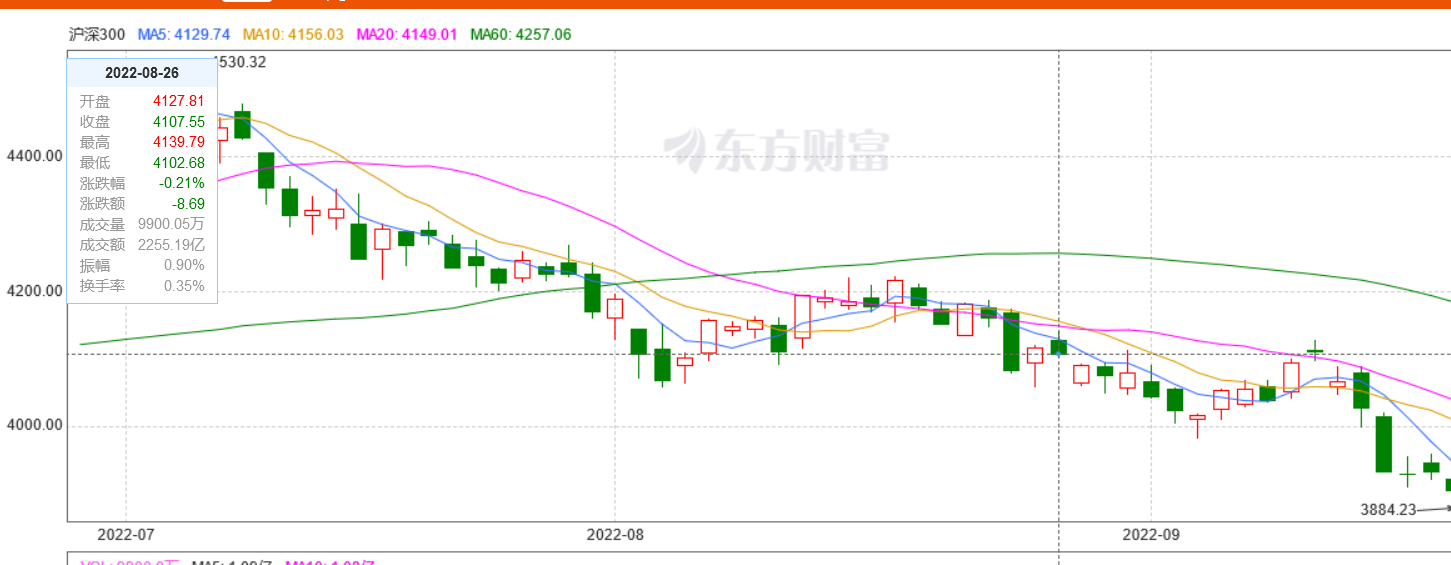 沪深300 MA5: 4129.74 MA10: 4156.03 MA20: 4149.01 MA60: 4257.06
4530.32
2022-08-26
开盘 4127.81
收盘 4107.55
最高 4139.79
最低 4102.68
涨跌幅 -0.21%
涨跌额 -8.69
成交量 9900.05万
成交额 2255.19亿
振幅 0.90%
换手率 0.35%
东方财富
4400.00
4200.00
4000.00
3884.23
2022-07 2022-08 2022-09